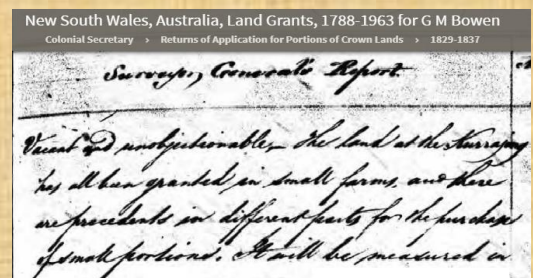 New South Wales, Australia, Land Grants, 1788-1963 for G M Bowen
Colonial Secretary > Returns of Application for Portions of Crown Lands > 1829-1837
Surveyor General's Report
Vacant and unobjectionable, The land at the Kurrajong
has all been granted in small farms, and there
are precedents in different parts for the purchase
of small portions. It will be measured in